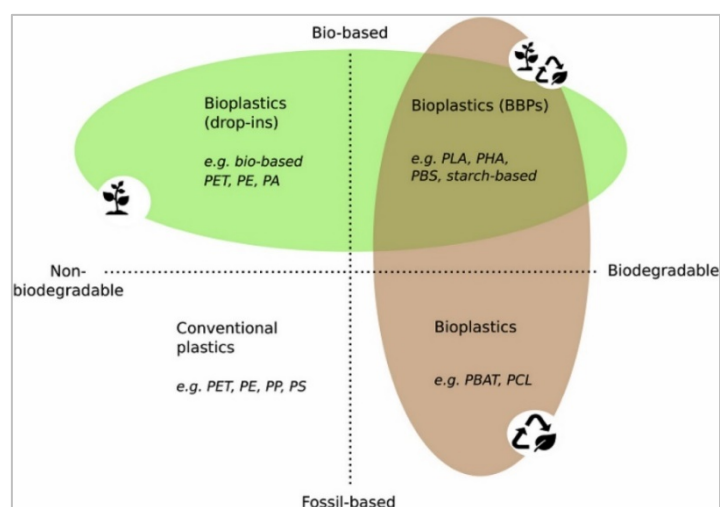 Bio-based
Bioplastics
(drop-ins)
e.g. bio-based
PET, PE, PA
Bioplastics (BBPs)
e.g. PLA, PHA,
PBS, starch-based
Non-
biodegradable
Biodegradable
Conventional
plastics
e.g. PET, PE, PP, PS
Bioplastics
e.g. PBAT, PCL
Fossil-based